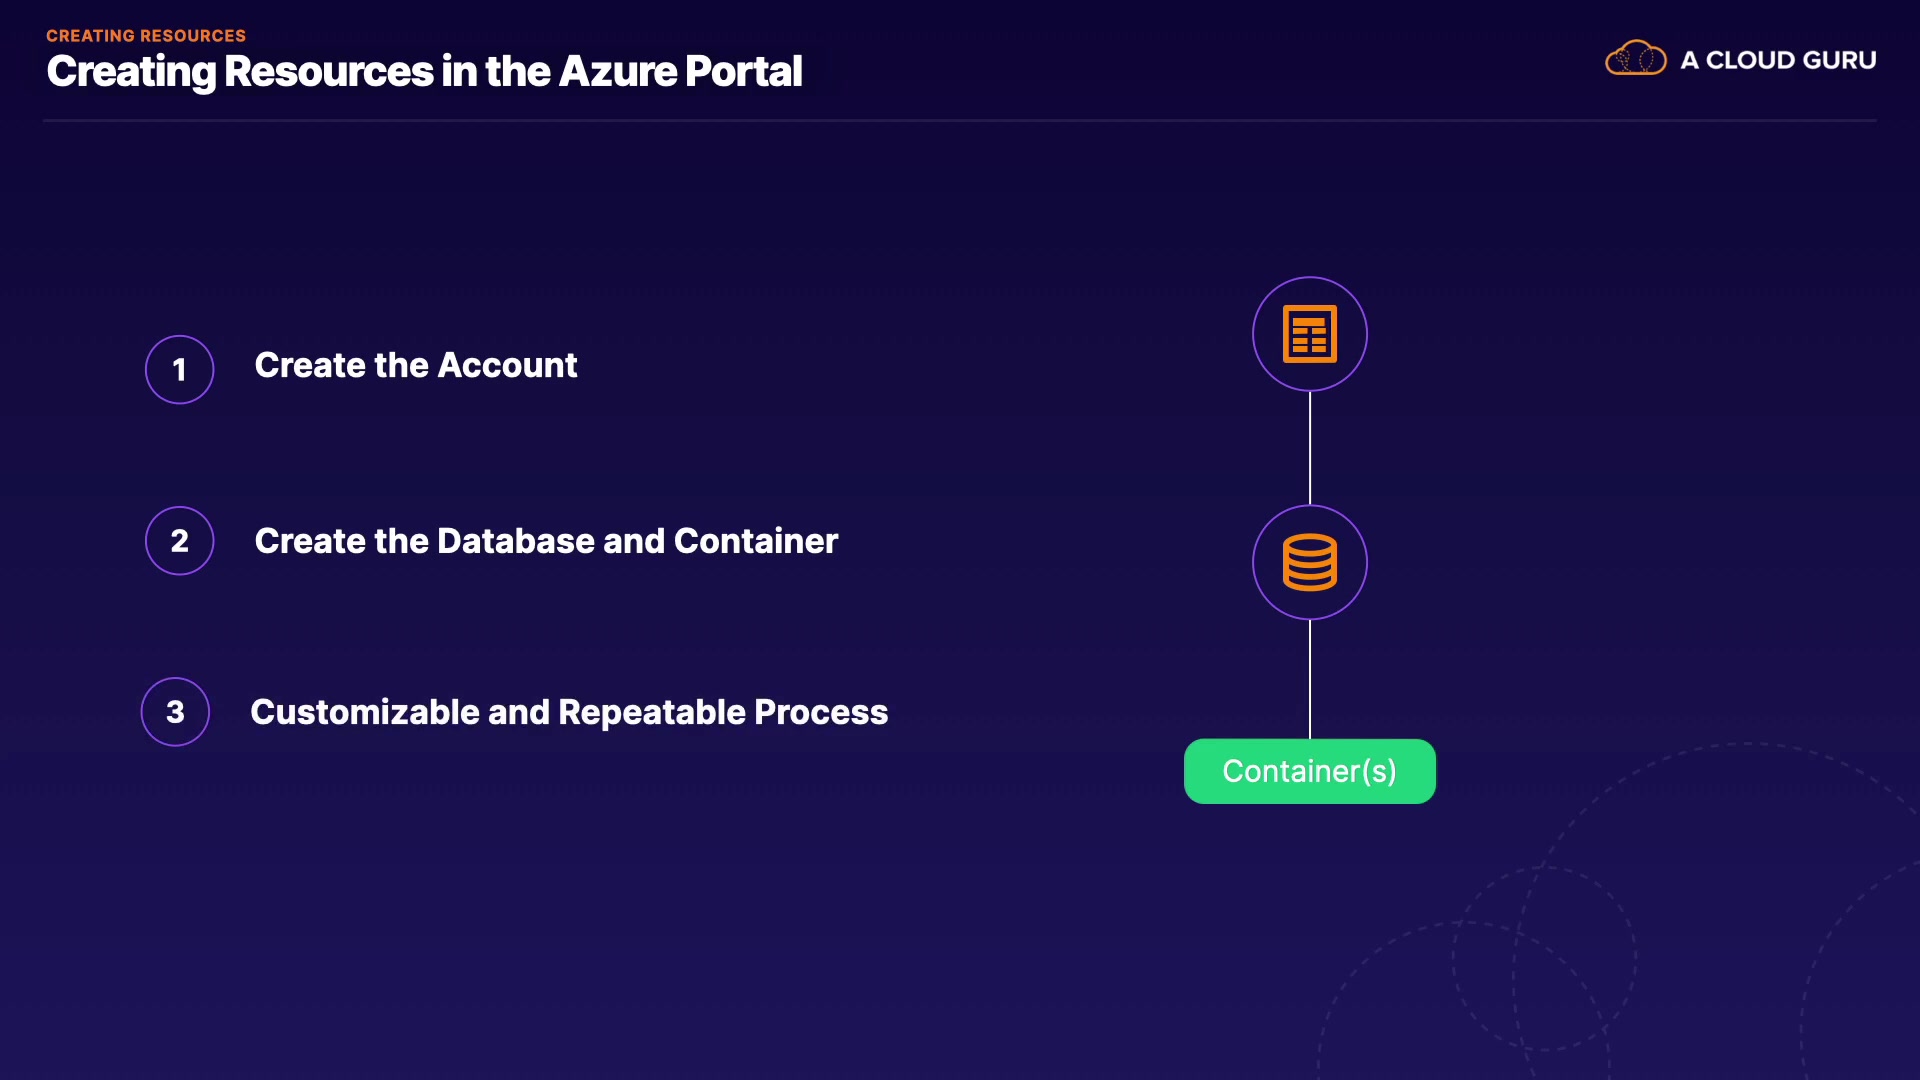 CREATING RESOURCES
Creating Resources in the Azure Portal
A CLOUD GURU
1 Create the Account
2 Create the Database and Container
3 Customizable and Repeatable Process
Container(s)